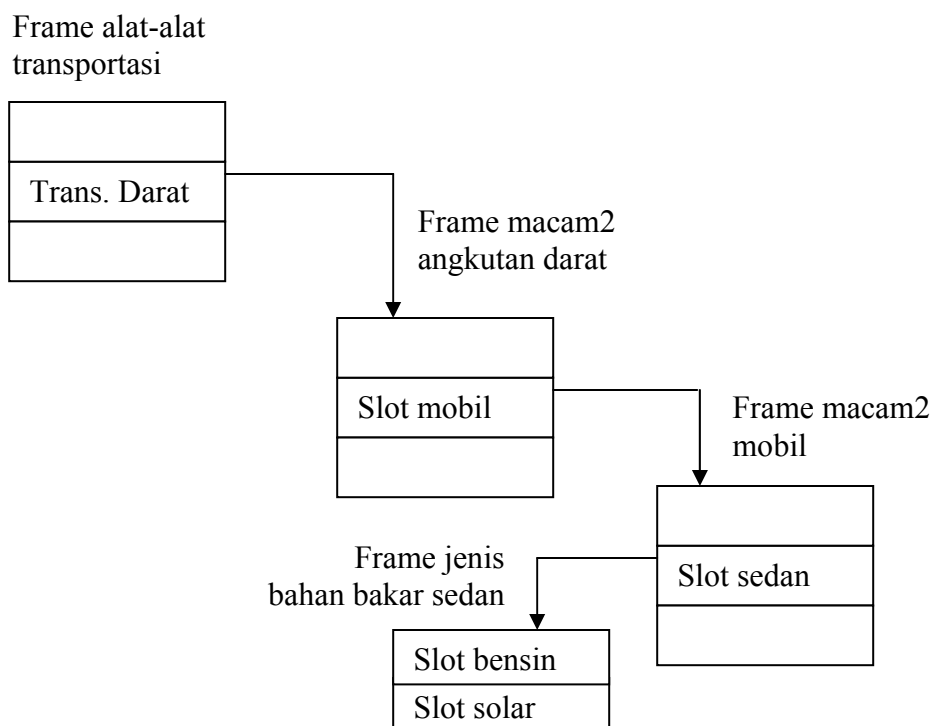 Frame alat-alat
transportasi
Trans. Darat
Frame macam2
angkutan darat
Slot mobil
Frame macam2
mobil
Slot sedan
Frame jenis
bahan bakar sedan
Slot bensin
Slot solar